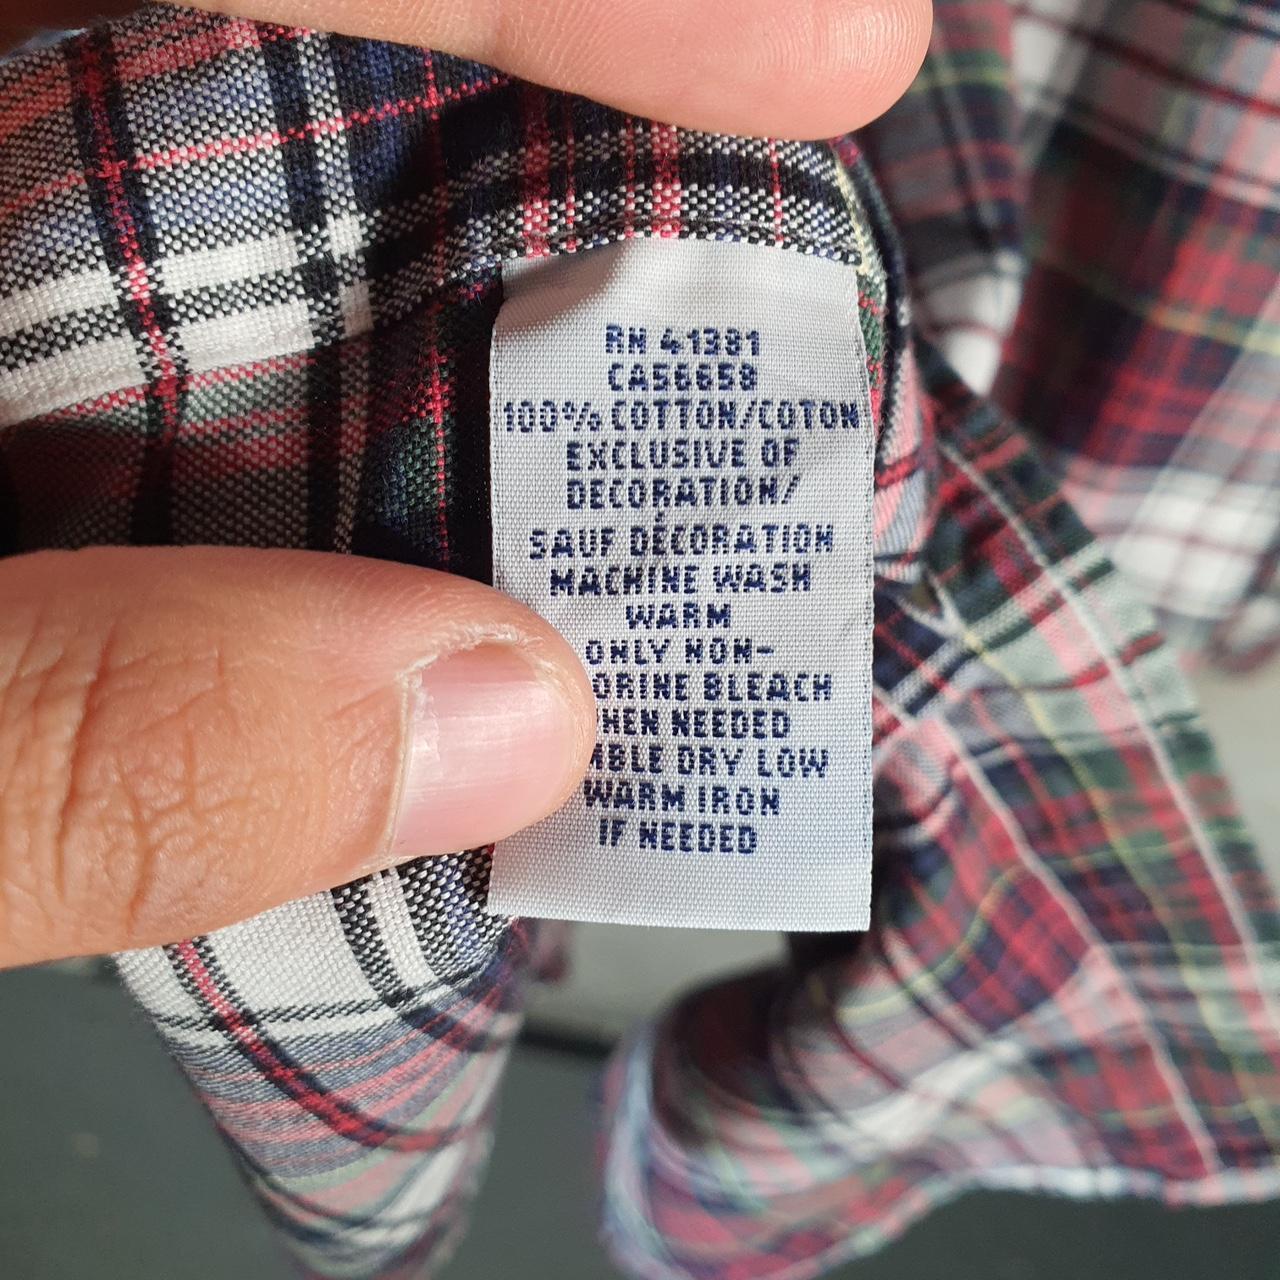 RN 41381
CA56658
100% COTTON/COTON
EXCLUSIVE OF
DECORATION/
SAUF DÉCORATION
MACHINE WASH
WARM
ONLY NON-
ORINE BLEACH
HEN NEEDED
MBLE DRY LOW
WARM IRON
IF NEEDED